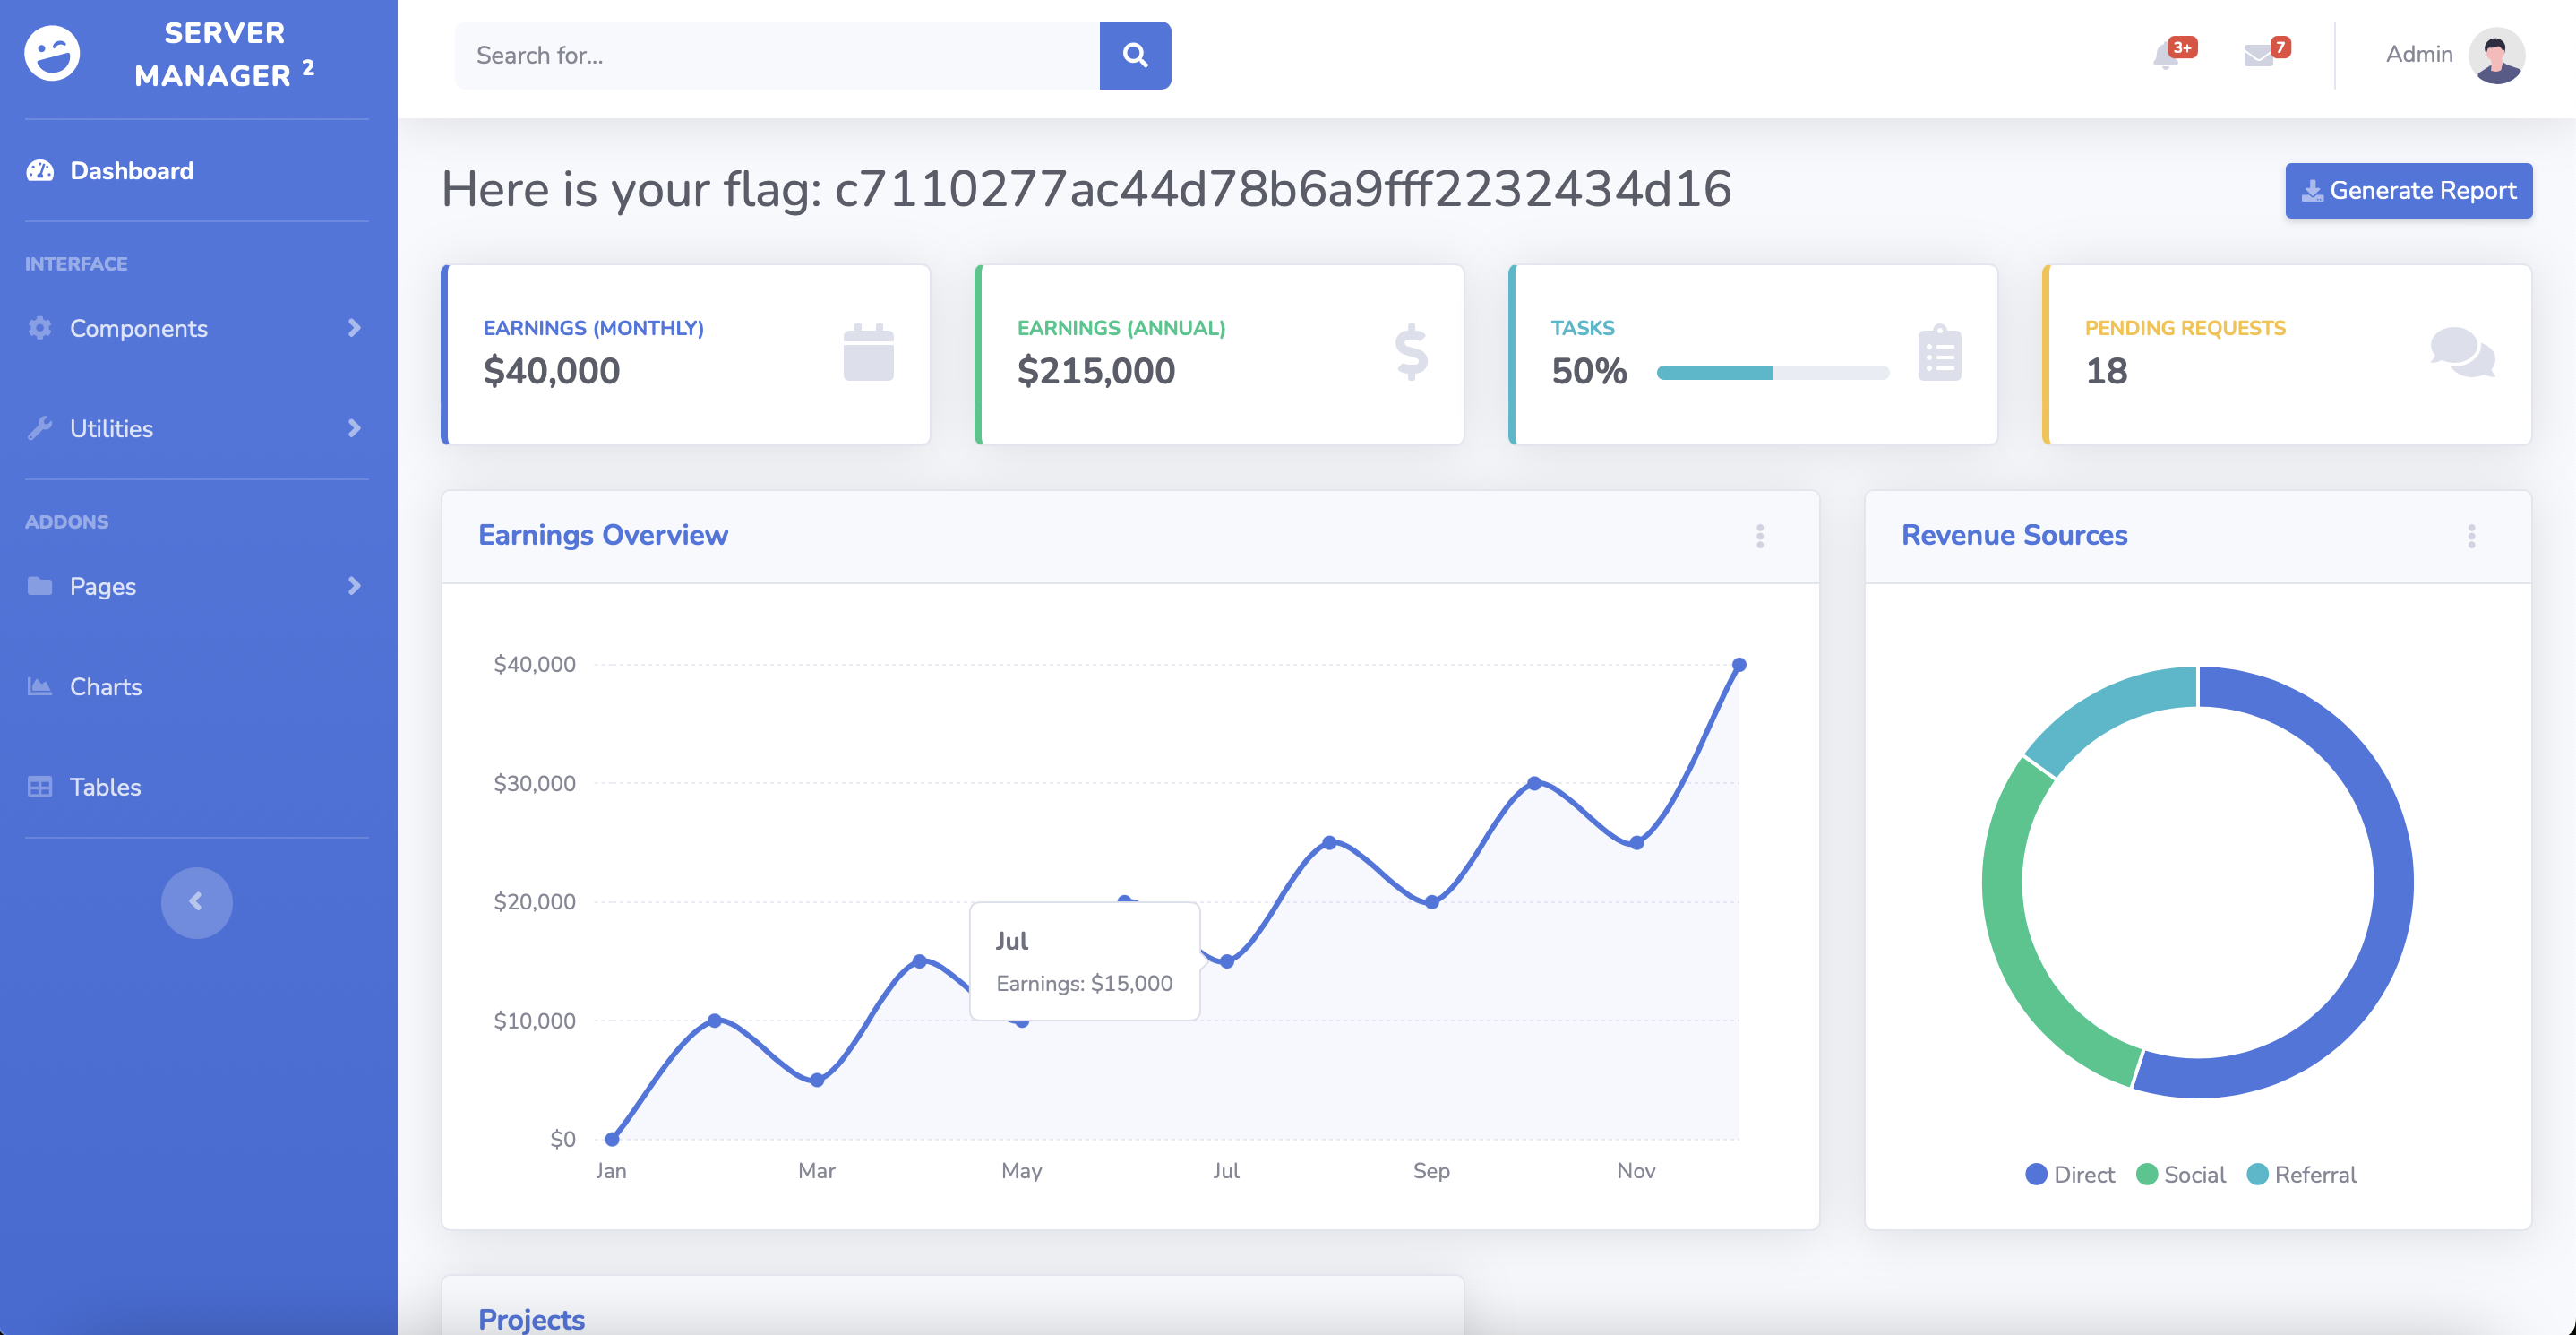 SERVER
MANAGER 2
Search for...
3+
7
Admin
Dashboard
INTERFACE
Components
Utilities
ADDONS
Pages
Charts
Tables
Here is your flag: c7110277ac44d78b6a9fff2232434d16
Generate Report
EARNINGS (MONTHLY)
$40,000
EARNINGS (ANNUAL)
$215,000
TASKS
50%
PENDING REQUESTS
18
Earnings Overview
$40,000
$30,000
$20,000
$10,000
$0
Jul
Earnings: $15,000
Jan Mar May Jul Sep Nov
Revenue Sources
Direct Social Referral
Projects